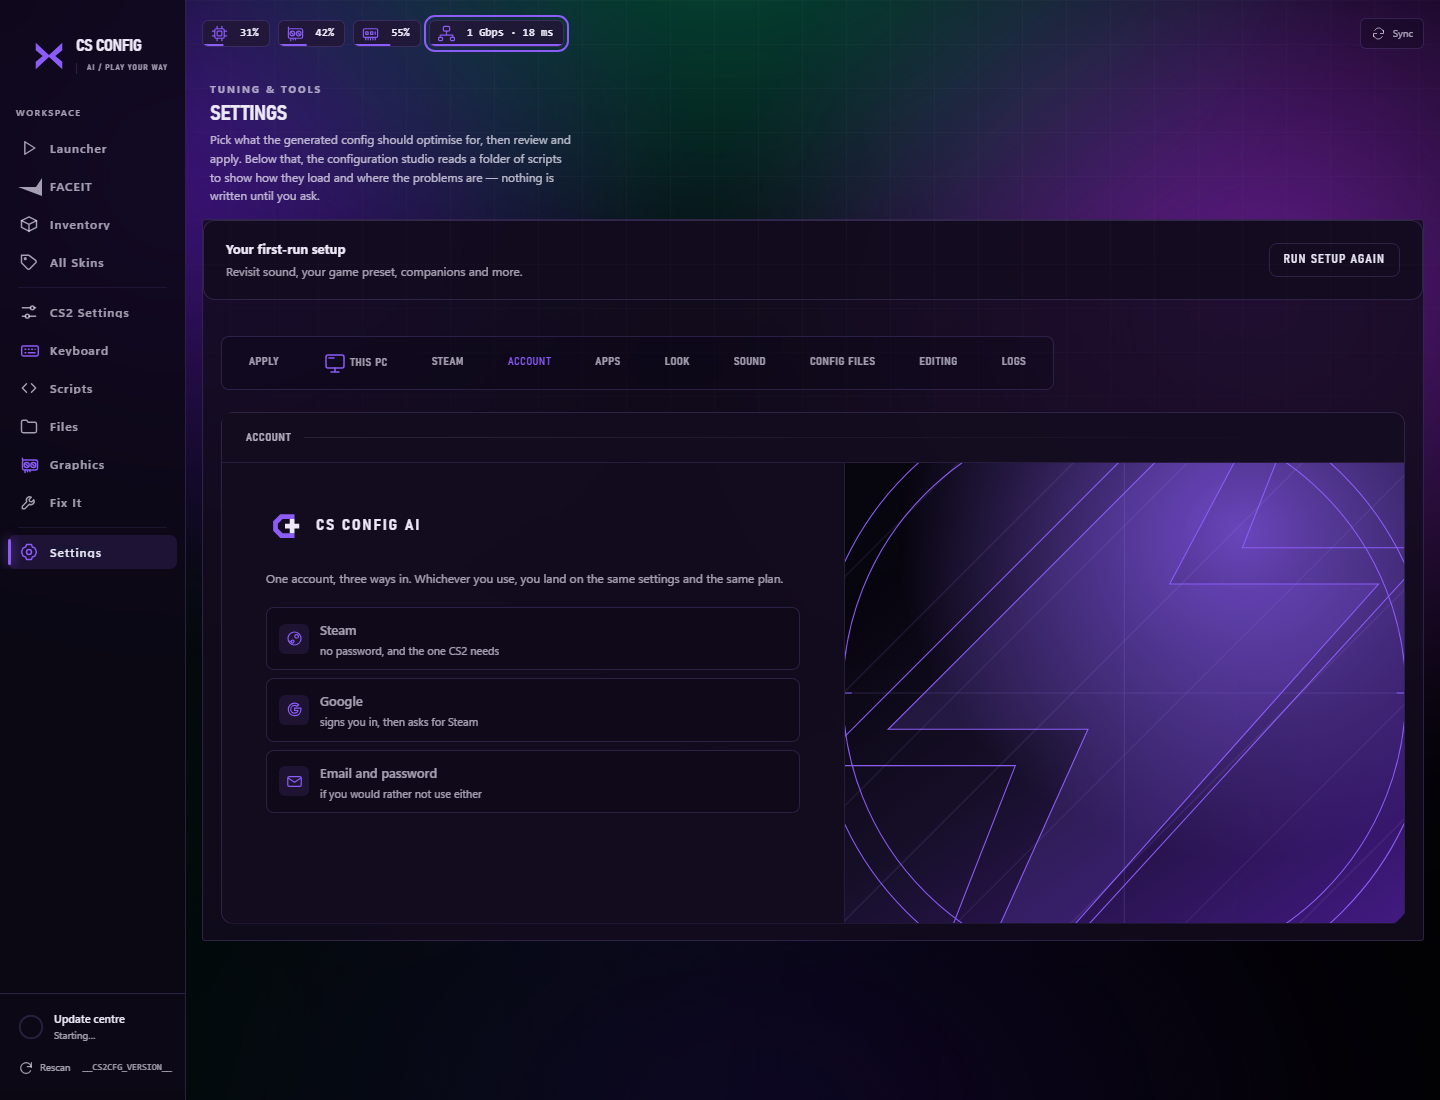 CS CONFIG
AI / PLAY YOUR WAY
31%
42%
55%
1 Gbps · 18 ms
Sync
WORKSPACE
Launcher
FACEIT
Inventory
All Skins
CS2 Settings
Keyboard
Scripts
Files
Graphics
Fix It
Settings
Update centre
Starting...
Rescan
__CS2CFG_VERSION__
TUNING & TOOLS
SETTINGS
Pick what the generated config should optimise for, then review and
apply. Below that, the configuration studio reads a folder of scripts
to show how they load and where the problems are — nothing is
written until you ask.
Your first-run setup
Revisit sound, your game preset, companions and more.
RUN SETUP AGAIN
APPLY
THIS PC
STEAM
ACCOUNT
APPS
LOOK
SOUND
CONFIG FILES
EDITING
LOGS
ACCOUNT
CS CONFIG AI
One account, three ways in. Whichever you use, you land on the same settings and the same plan.
Steam
no password, and the one CS2 needs
Google
signs you in, then asks for Steam
Email and password
if you would rather not use either